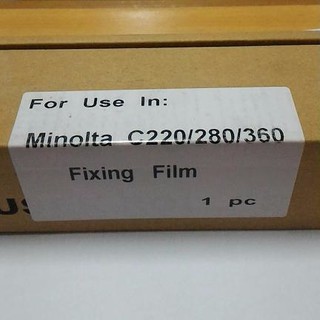 For Use In:
Minolta C220/280/360
Fixing Film
1 pc